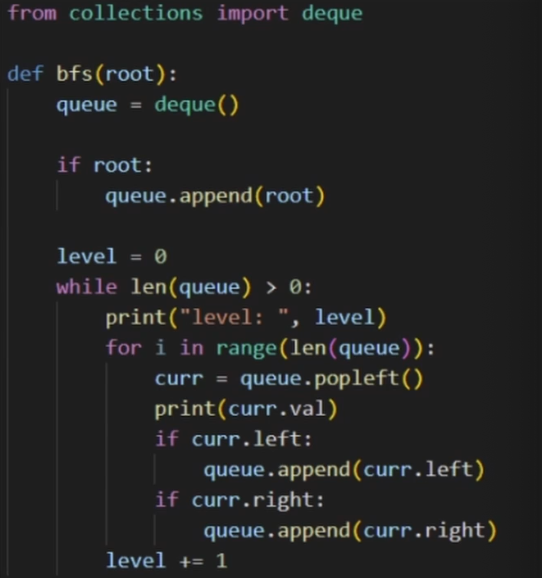 from collections import deque

def bfs(root):
    queue = deque()

    if root:
        queue.append(root)

    level = 0
    while len(queue) > 0:
        print("level: ", level)
        for i in range(len(queue)):
            curr = queue.popleft()
            print(curr.val)
            if curr.left:
                queue.append(curr.left)
            if curr.right:
                queue.append(curr.right)
        level += 1